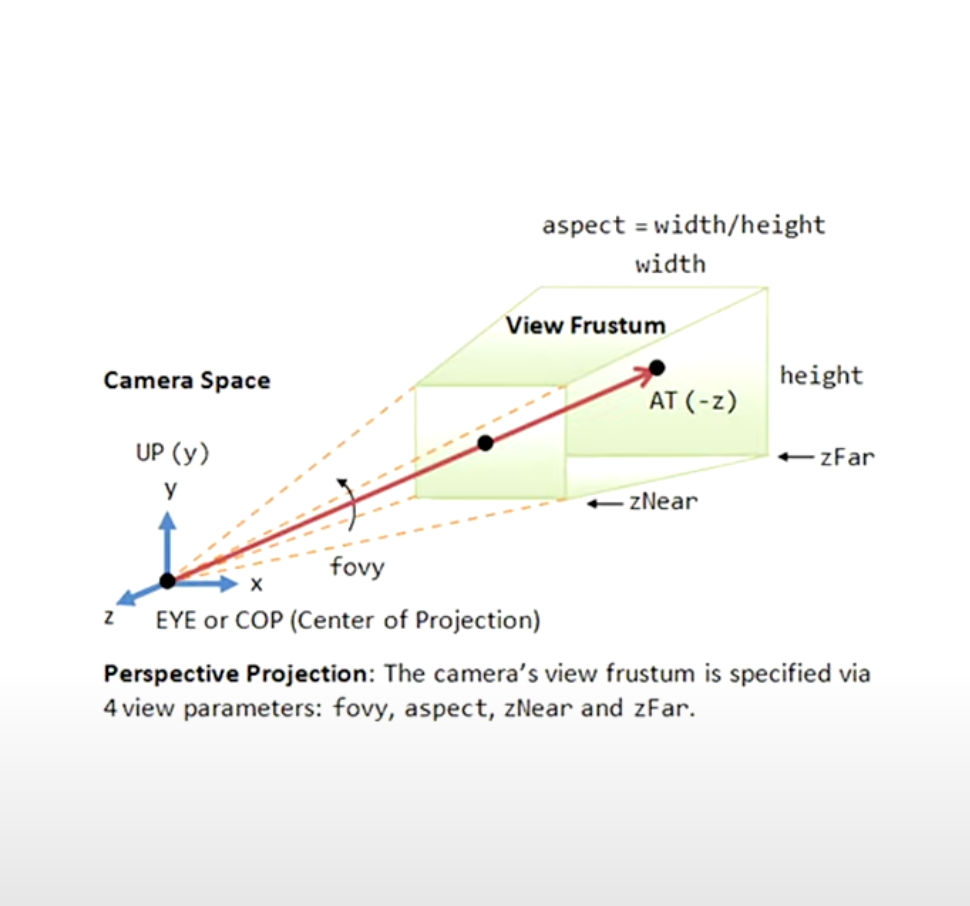 aspect = width/height
width
View Frustum
Camera Space
height
AT (-z)
UP (y)
zFar
y
zNear
fovy
x
z
EYE or COP (Center of Projection)
Perspective Projection: The camera's view frustum is specified via
4 view parameters: fovy, aspect, zNear and zFar.